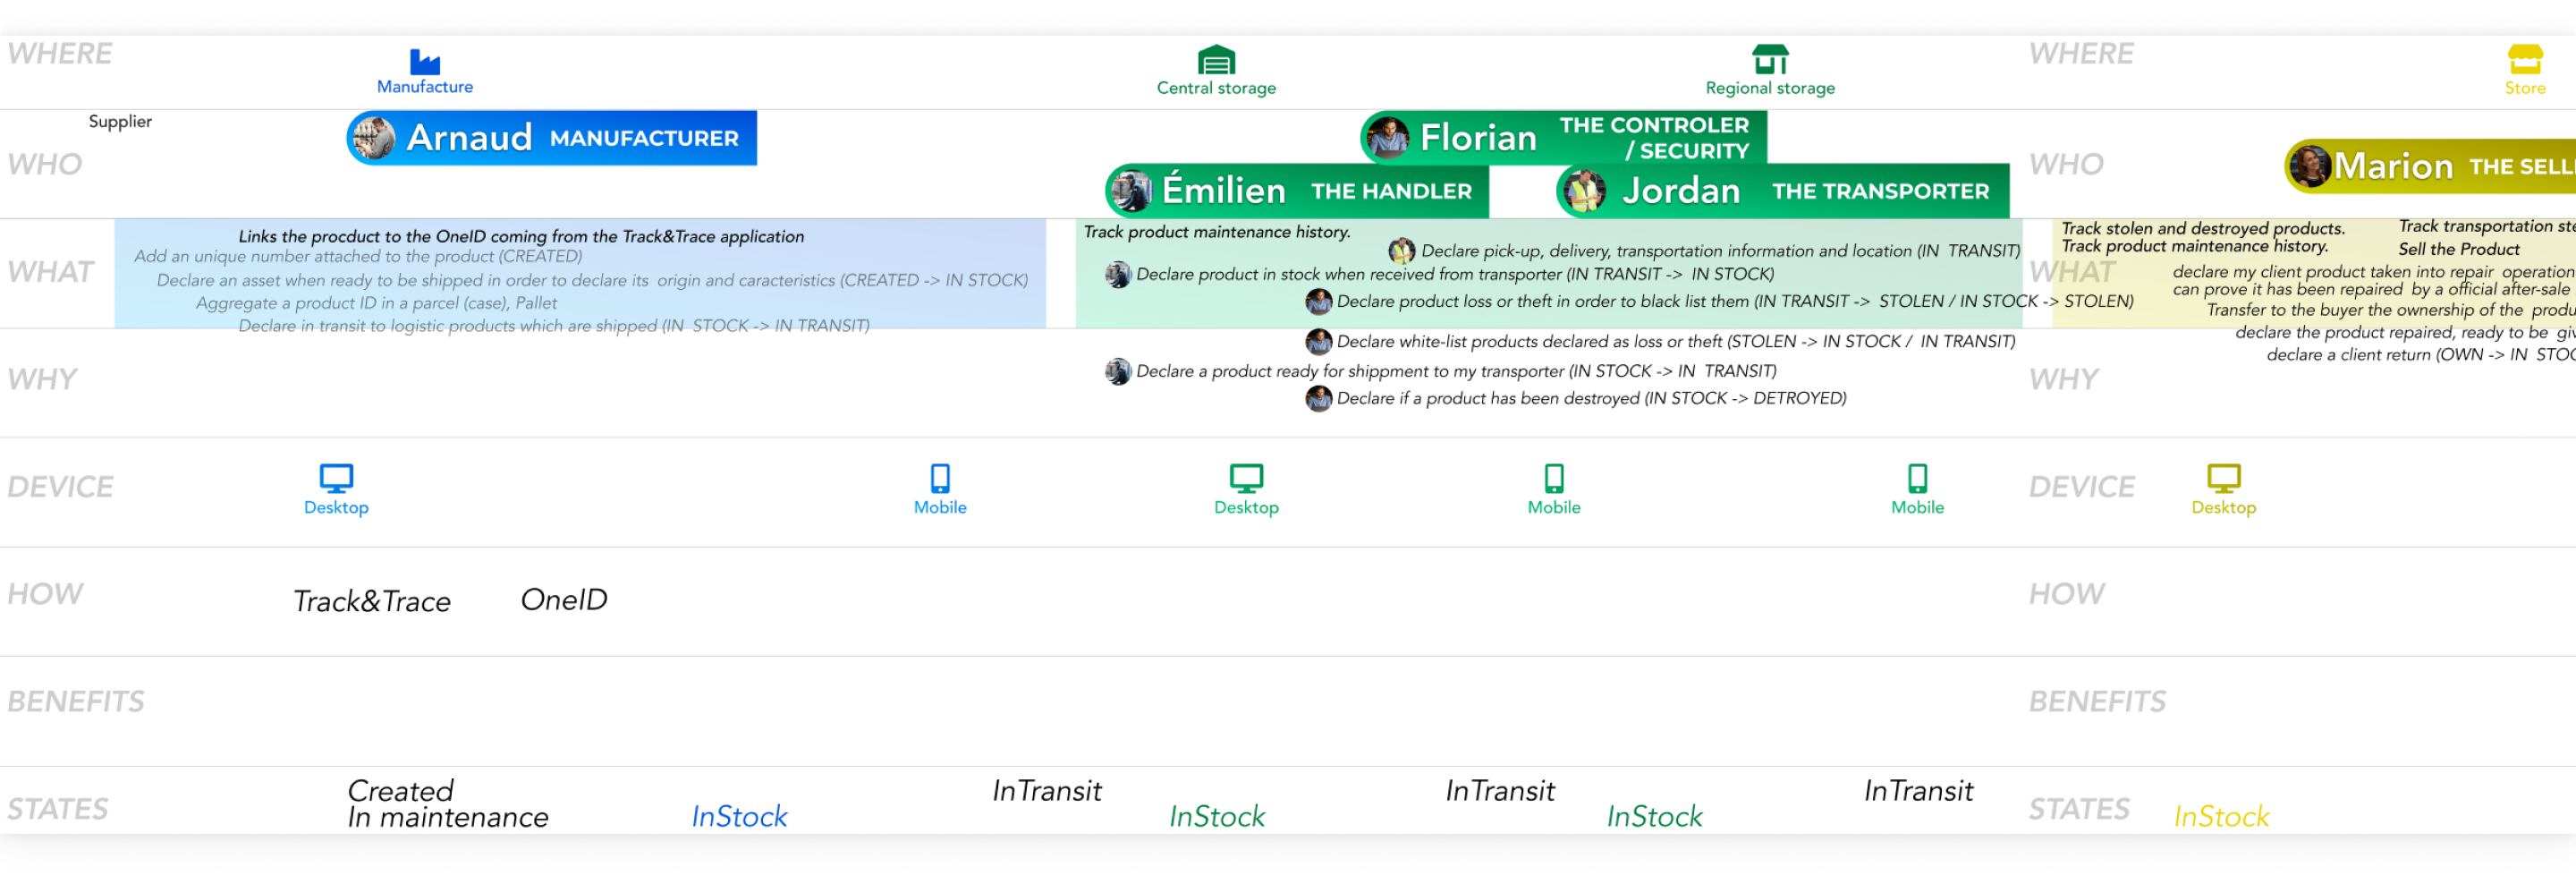 WHERE
Manufacture
Central storage
Regional storage
WHERE
Store
WHO
Supplier
Arnaud MANUFACTURER
Florian THE CONTROLER
/ SECURITY
Émilien THE HANDLER
Jordan THE TRANSPORTER
WHO
Marion THE SELL
WHAT
Links the procduct to the OneID coming from the Track&Trace application
Add an unique number attached to the product (CREATED)
Declare an asset when ready to be shipped in order to declare its origin and caracteristics (CREATED -> IN STOCK)
Aggregate a product ID in a parcel (case), Pallet
Declare in transit to logistic products which are shipped (IN STOCK -> IN TRANSIT)
Track product maintenance history.
Declare pick-up, delivery, transportation information and location (IN TRANSIT)
Declare product in stock when received from transporter (IN TRANSIT -> IN STOCK)
Declare product loss or theft in order to black list them (IN TRANSIT -> STOLEN / IN STOCK -> STOLEN)
Declare white-list products declared as loss or theft (STOLEN -> IN STOCK / IN TRANSIT)
Declare a product ready for shippment to my transporter (IN STOCK -> IN TRANSIT)
Declare if a product has been destroyed (IN STOCK -> DETROYED)
WHAT
Track stolen and destroyed products.
Track product maintenance history.
Track transportation ste
Sell the Product
declare my client product taken into repair operation
can prove it has been repaired by a official after-sale
Transfer to the buyer the ownership of the produ
declare the product repaired, ready to be giv
declare a client return (OWN -> IN STOC
WHY
WHY
DEVICE
Desktop
Mobile
Desktop
Mobile
Mobile
DEVICE
Desktop
HOW
Track&Trace
OneID
HOW
BENEFITS
BENEFITS
STATES
Created
In maintenance
InStock
InTransit
InStock
InTransit
InStock
InTransit
STATES
InStock